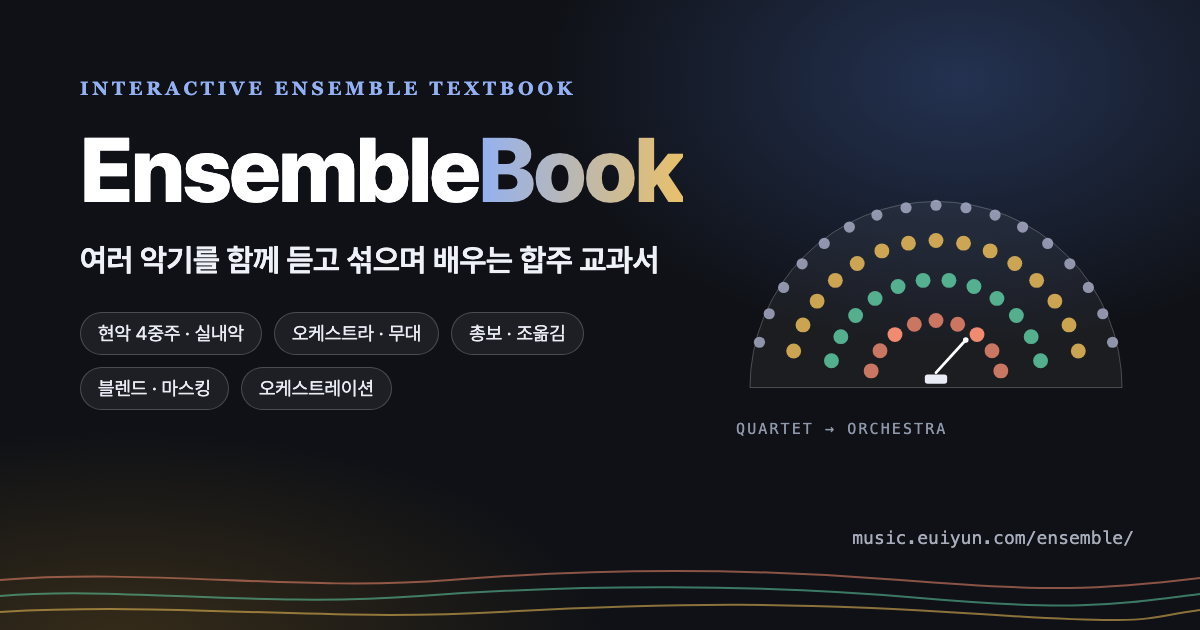 INTERACTIVE ENSEMBLE TEXTBOOK
EnsembleBook
여러 악기를 함께 듣고 섞으며 배우는 합주 교과서
현악 4중주 · 실내악
오케스트라 · 무대
총보 · 조옮김
블렌드 · 마스킹
오케스트레이션
QUARTET → ORCHESTRA
music.euiyun.com/ensemble/